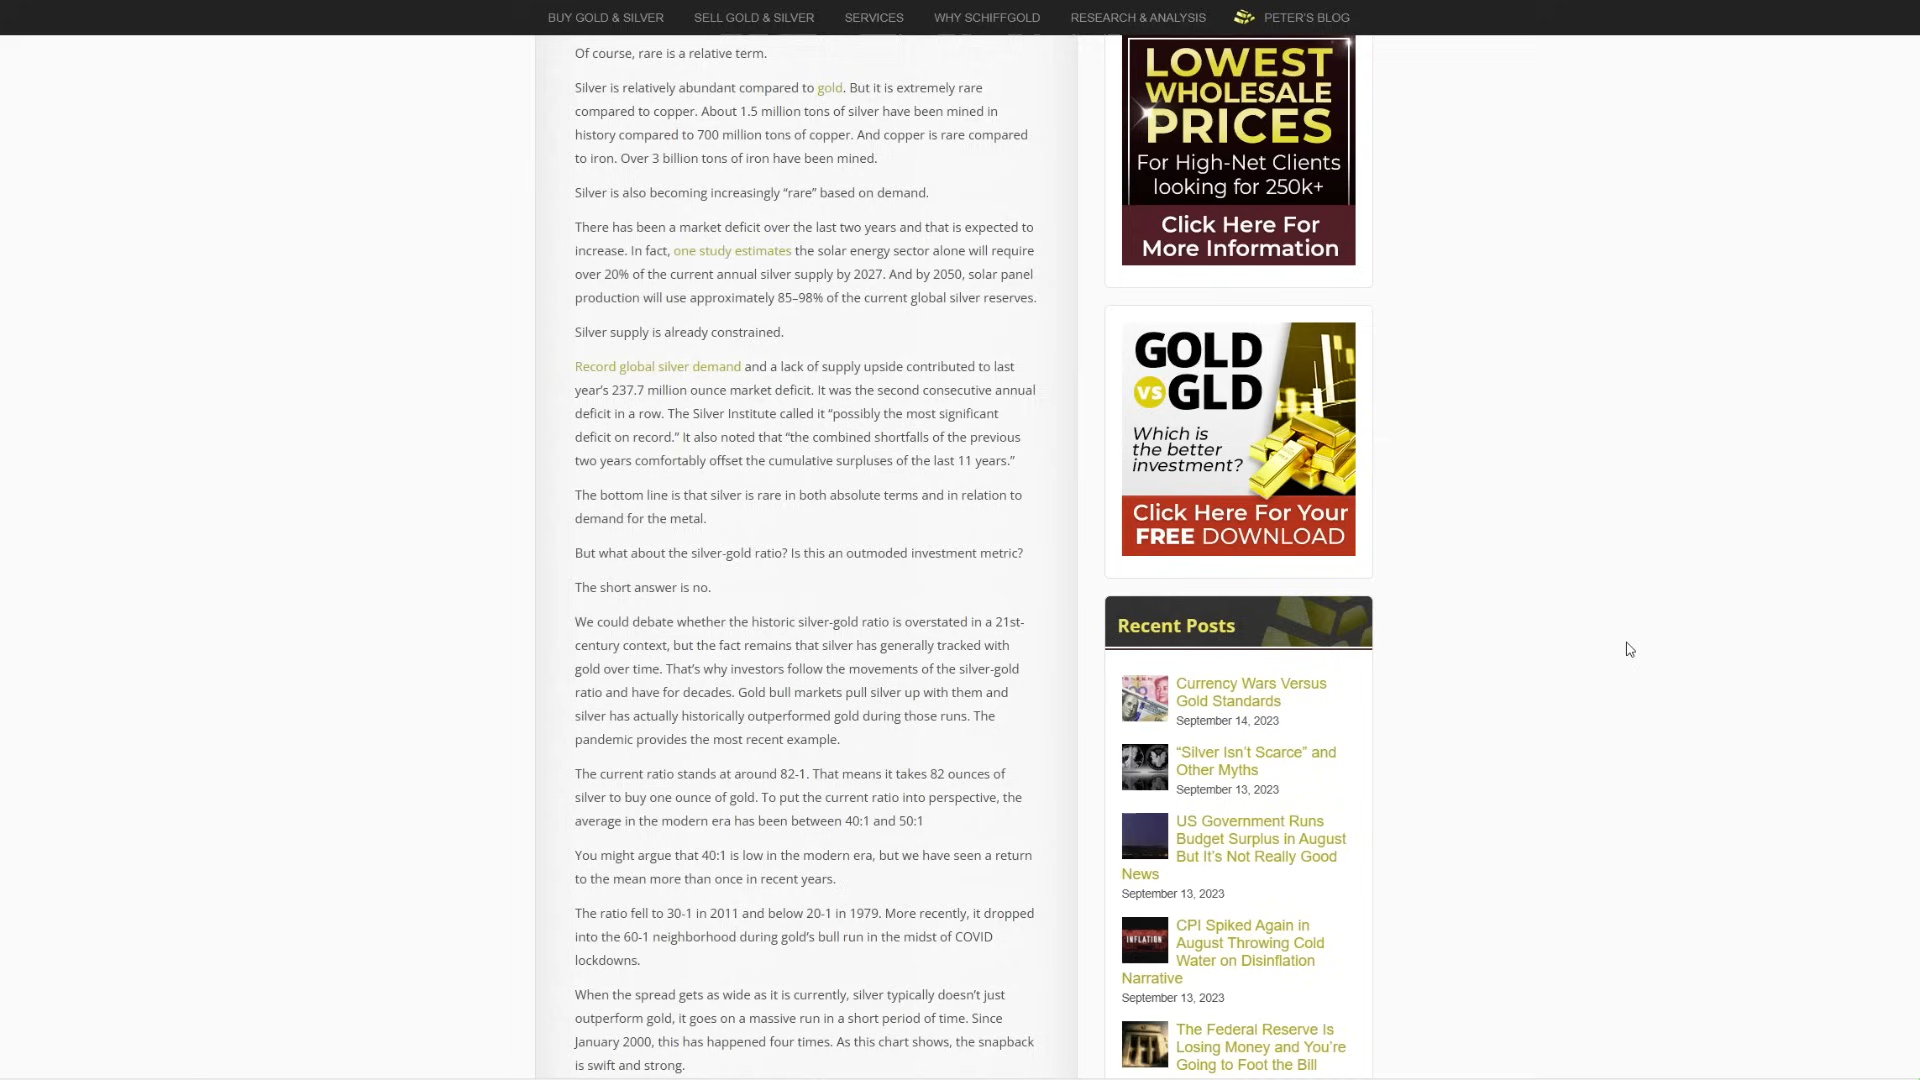 BUY GOLD & SILVER SELL GOLD & SILVER SERVICES WHY SCHIFFGOLD RESEARCH & ANALYSIS PETER'S BLOG
Of course, rare is a relative term.
Silver is relatively abundant compared to gold. But it is extremely rare
compared to copper. About 1.5 million tons of silver have been mined in
history compared to 700 million tons of copper. And copper is rare compared
to iron. Over 3 billion tons of iron have been mined.
Silver is also becoming increasingly “rare” based on demand.
There has been a market deficit over the last two years and that is expected to
increase. In fact, one study estimates the solar energy sector alone will require
over 20% of the current annual silver supply by 2027. And by 2050, solar panel
production will use approximately 85–98% of the current global silver reserves.
Silver supply is already constrained.
Record global silver demand and a lack of supply upside contributed to last
year’s 237.7 million ounce market deficit. It was the second consecutive annual
deficit in a row. The Silver Institute called it “possibly the most significant
deficit on record.” It also noted that “the combined shortfalls of the previous
two years comfortably offset the cumulative surpluses of the last 11 years.”
The bottom line is that silver is rare in both absolute terms and in relation to
demand for the metal.
But what about the silver-gold ratio? Is this an outmoded investment metric?
The short answer is no.
We could debate whether the historic silver-gold ratio is overstated in a 21st-
century context, but the fact remains that silver has generally tracked with
gold over time. That’s why investors follow the movements of the silver-gold
ratio and have for decades. Gold bull markets pull silver up with them and
silver has actually historically outperformed gold during those runs. The
pandemic provides the most recent example.
The current ratio stands at around 82-1. That means it takes 82 ounces of
silver to buy one ounce of gold. To put the current ratio into perspective, the
average in the modern era has been between 40:1 and 50:1
You might argue that 40:1 is low in the modern era, but we have seen a return
to the mean more than once in recent years.
The ratio fell to 30-1 in 2011 and below 20-1 in 1979. More recently, it dropped
into the 60-1 neighborhood during gold’s bull run in the midst of COVID
lockdowns.
When the spread gets as wide as it is currently, silver typically doesn’t just
outperform gold, it goes on a massive run in a short period of time. Since
January 2000, this has happened four times. As this chart shows, the snapback
is swift and strong.
LOWEST
WHOLESALE
PRICES
For High-Net Clients
looking for 250k+
Click Here For
More Information
GOLD
VS GLD
Which is
the better
investment?
Click Here For Your
FREE DOWNLOAD
Recent Posts
Currency Wars Versus
Gold Standards
September 14, 2023
“Silver Isn’t Scarce” and
Other Myths
September 13, 2023
US Government Runs
Budget Surplus in August
But It’s Not Really Good
News
September 13, 2023
INFLATION
CPI Spiked Again in
August Throwing Cold
Water on Disinflation
Narrative
September 13, 2023
The Federal Reserve Is
Losing Money and You’re
Going to Foot the Bill